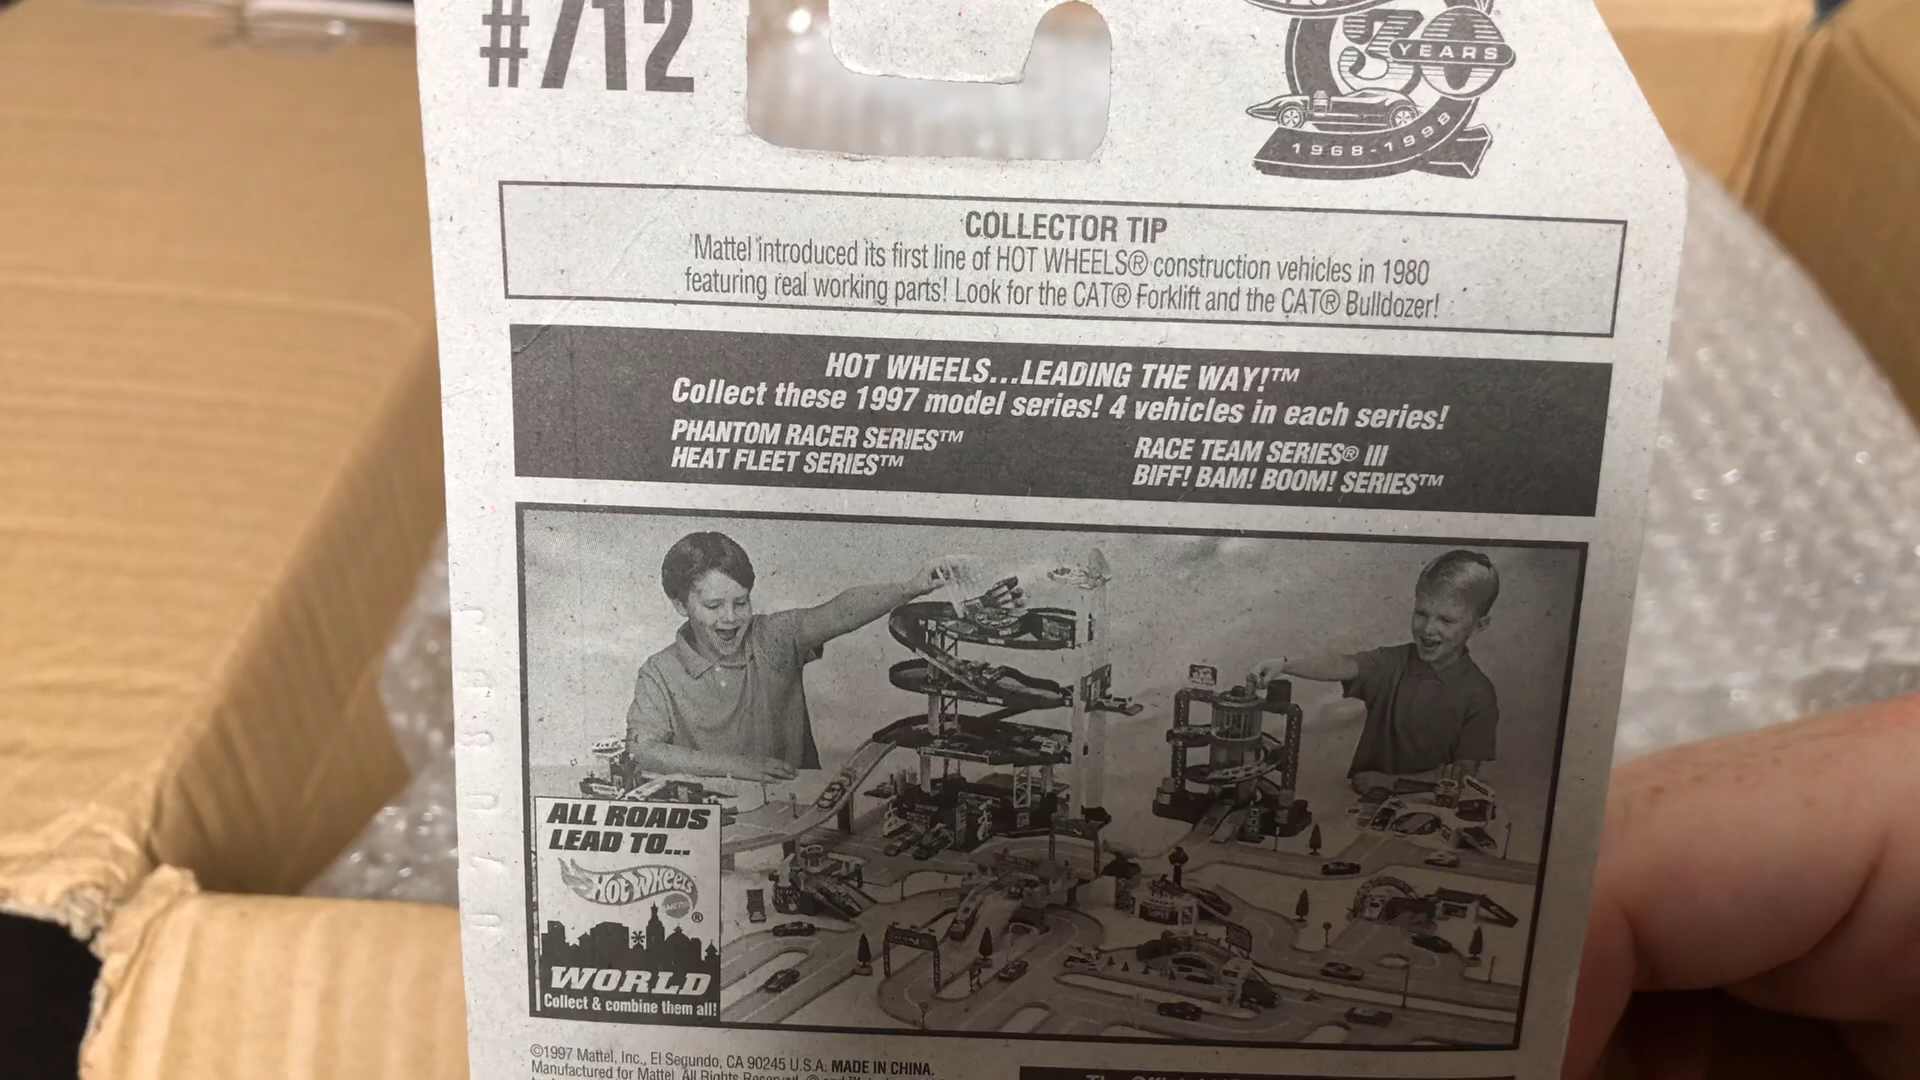 #712
30
YEARS
1968-1998
COLLECTOR TIP
Mattel introduced its first line of HOT WHEELS® construction vehicles in 1980
featuring real working parts! Look for the CAT® Forklift and the CAT® Bulldozer!
HOT WHEELS...LEADING THE WAY!™
Collect these 1997 model series! 4 vehicles in each series!
PHANTOM RACER SERIES™
HEAT FLEET SERIES™
RACE TEAM SERIES® III
BIFF! BAM! BOOM! SERIES™
ALL ROADS
LEAD TO...
Hot Wheels
MATTEL
®
WORLD
Collect & combine them all!
©1997 Mattel, Inc., El Segundo, CA 90245 U.S.A. MADE IN CHINA.
Manufactured for Mattel. All Rights Reserved.